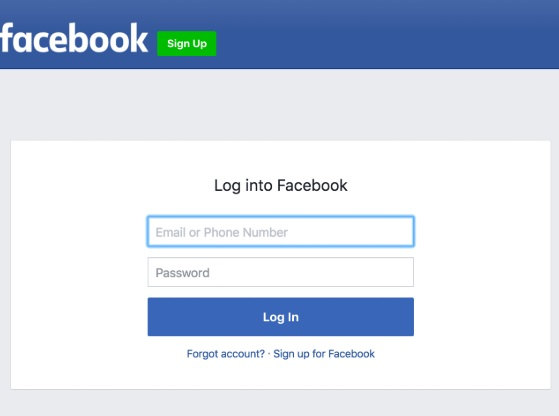 facebook Sign Up
Log into Facebook
Email or Phone Number
Password
Log In
Forgot account? · Sign up for Facebook